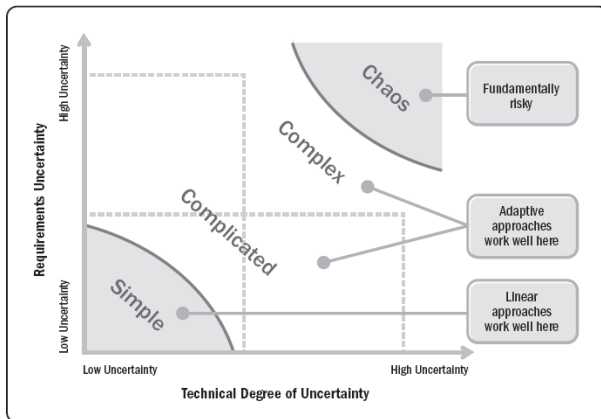 High Uncertainty
Requirements Uncertainty
Low Uncertainty
Chaos
Complex
Complicated
Simple
Fundamentally
risky
Adaptive
approaches
work well here
Linear
approaches
work well here
Low Uncertainty
High Uncertainty
Technical Degree of Uncertainty